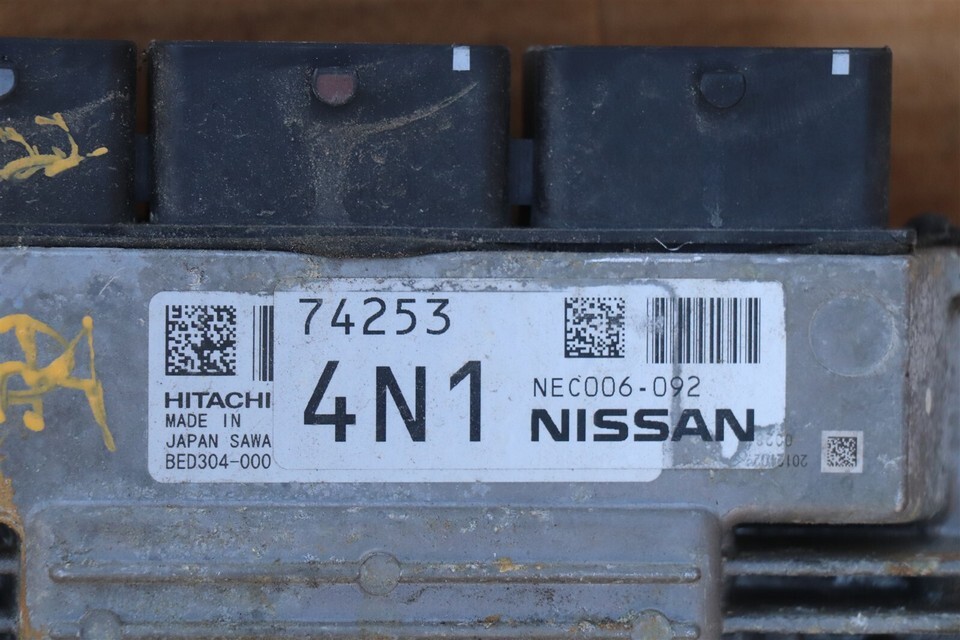 74253
4N1
NEC006-092
NISSAN
HITACHI
MADE IN
JAPAN SAWA
BED304-000